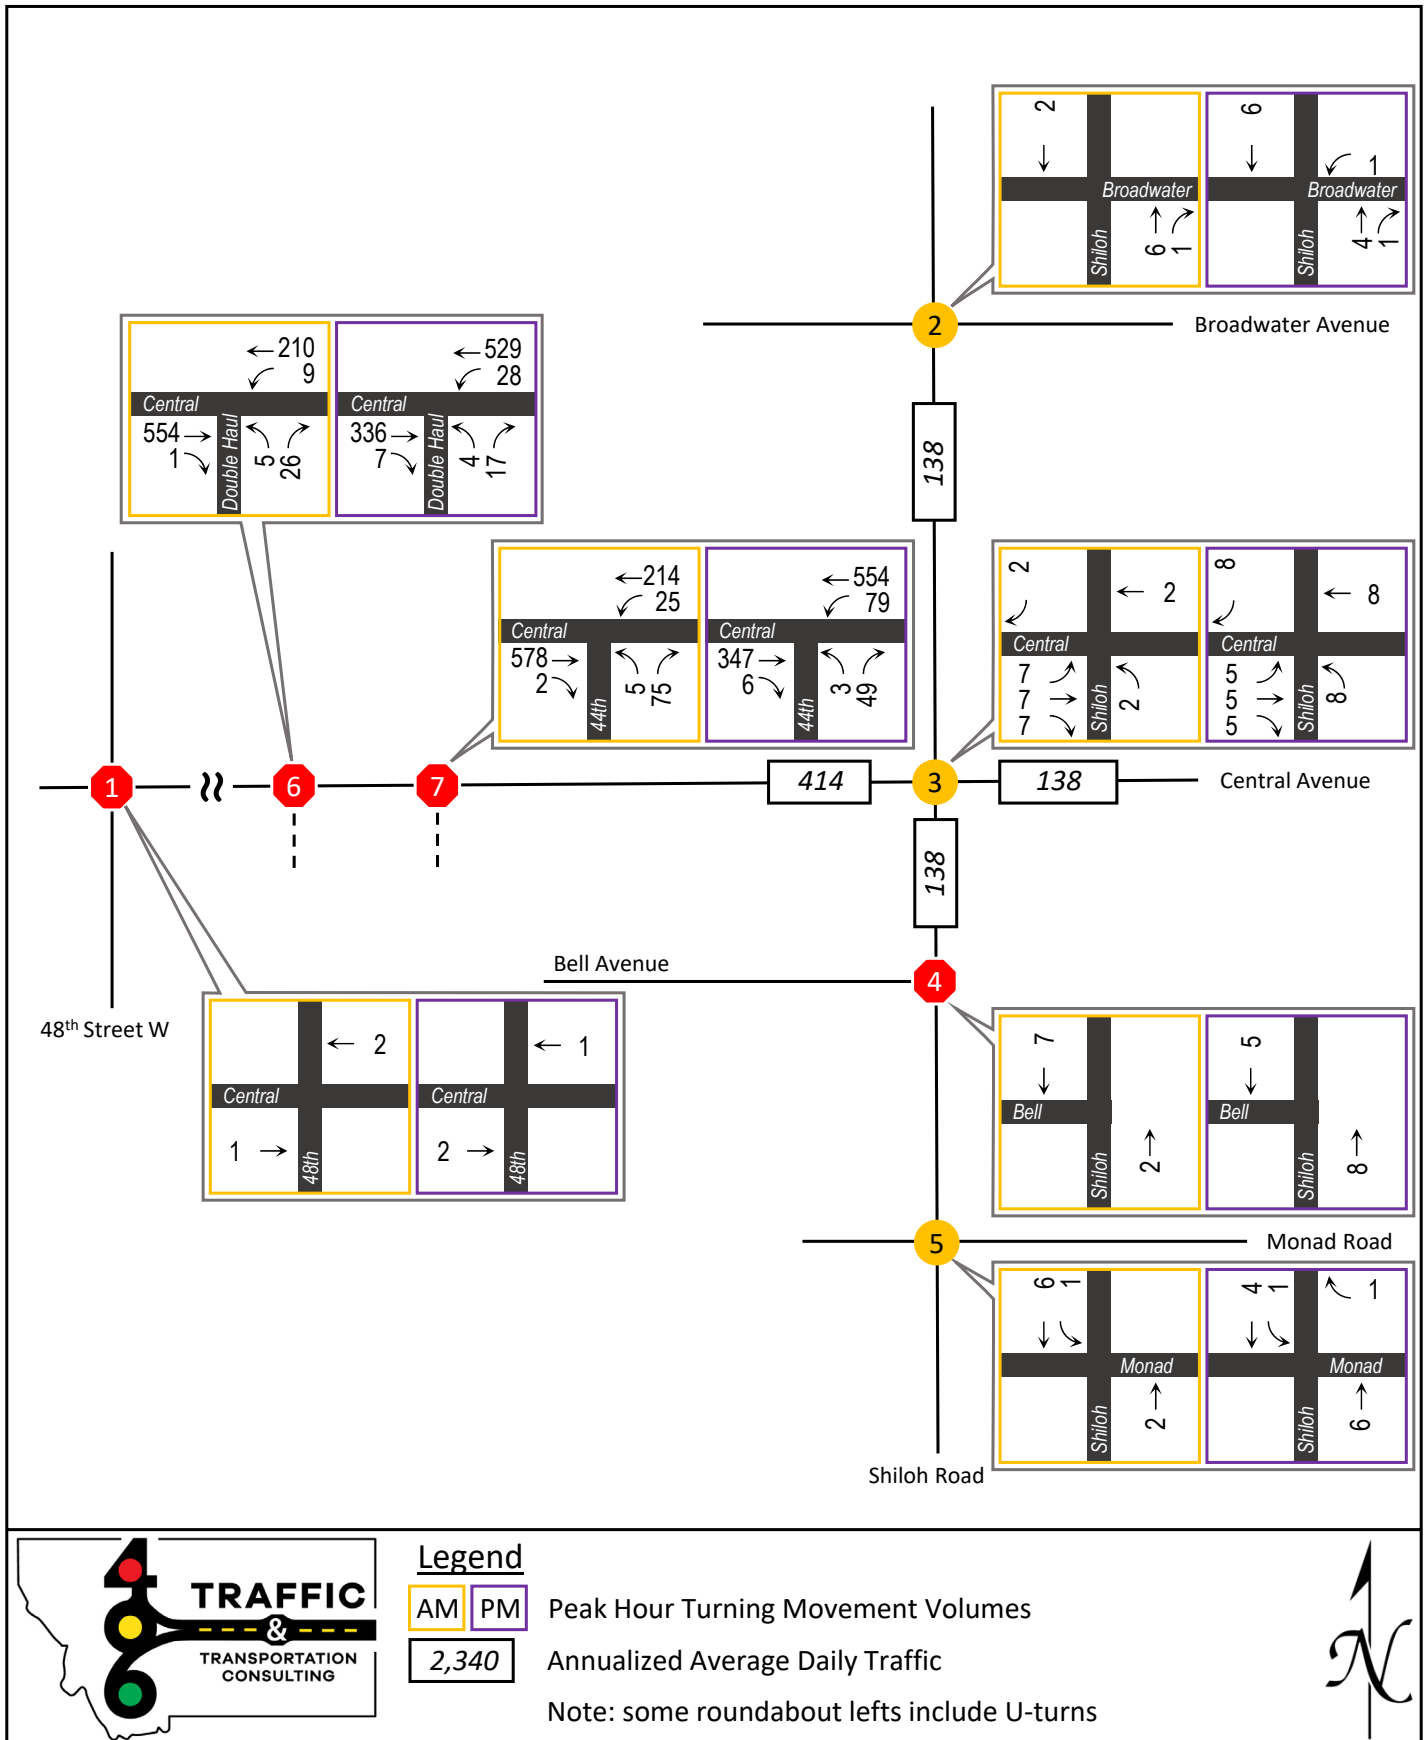 2
Broadwater
Shiloh
6
1
6
1
Broadwater
Shiloh
4
1
2
Broadwater Avenue
138
210
9
Central
554
1
Double Haul
5
26
529
28
Central
336
7
Double Haul
4
17
214
25
Central
578
2
44th
5
75
554
79
Central
347
6
44th
3
49
2
2
Central
7
7
7
Shiloh
2
8
8
Central
5
5
5
Shiloh
8
1
6
7
414
3
138
Central Avenue
138
Bell Avenue
4
48th Street W
2
Central
1
48th
1
Central
2
48th
7
Bell
Shiloh
2
5
Bell
Shiloh
8
5
Monad Road
6
1
Monad
Shiloh
2
4
1
1
Monad
Shiloh
6
Shiloh Road
406
TRAFFIC
&
TRANSPORTATION
CONSULTING
Legend
AM PM Peak Hour Turning Movement Volumes
2,340 Annualized Average Daily Traffic
Note: some roundabout lefts include U-turns
N